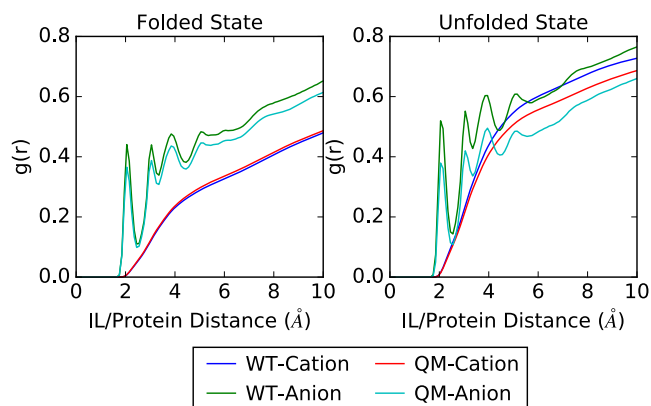 Folded State
Unfolded State
g(r)
0.8
0.6
0.4
0.2
0.0
0 2 4 6 8 10
IL/Protein Distance (Å)
g(r)
0.8
0.6
0.4
0.2
0.0
0 2 4 6 8 10
IL/Protein Distance (Å)
WT-Cation
QM-Cation
WT-Anion
QM-Anion